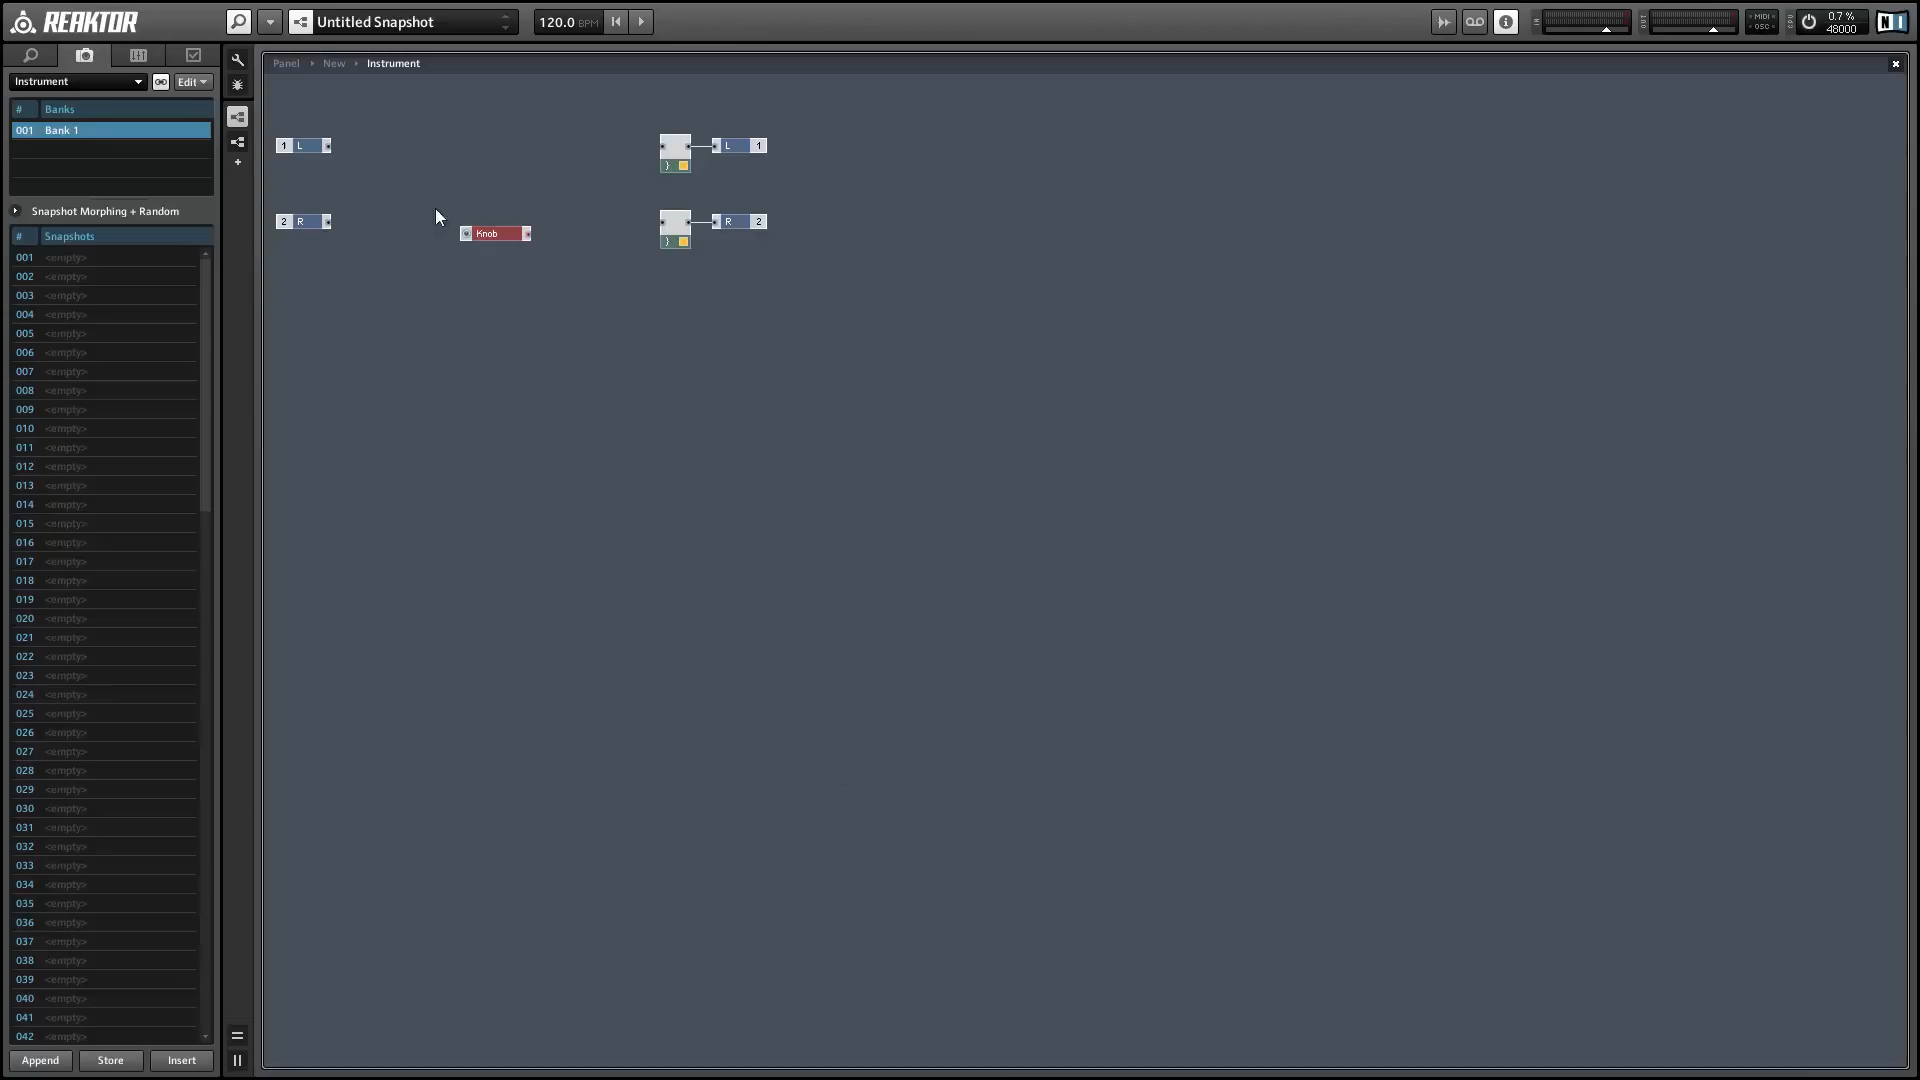 REAKTOR
Untitled Snapshot
120.0 BPM
MIDI
OSC
0.7 %
48000
Instrument
Edit
Panel
New
Instrument
# Banks
001 Bank 1
1 L
L 1
2 R
R 2
Knob
Snapshot Morphing + Random
# Snapshots
001 <empty>
002 <empty>
003 <empty>
004 <empty>
005 <empty>
006 <empty>
007 <empty>
008 <empty>
009 <empty>
010 <empty>
011 <empty>
012 <empty>
013 <empty>
014 <empty>
015 <empty>
016 <empty>
017 <empty>
018 <empty>
019 <empty>
020 <empty>
021 <empty>
022 <empty>
023 <empty>
024 <empty>
025 <empty>
026 <empty>
027 <empty>
028 <empty>
029 <empty>
030 <empty>
031 <empty>
032 <empty>
033 <empty>
034 <empty>
035 <empty>
036 <empty>
037 <empty>
038 <empty>
039 <empty>
040 <empty>
041 <empty>
042 <empty>
Append
Store
Insert